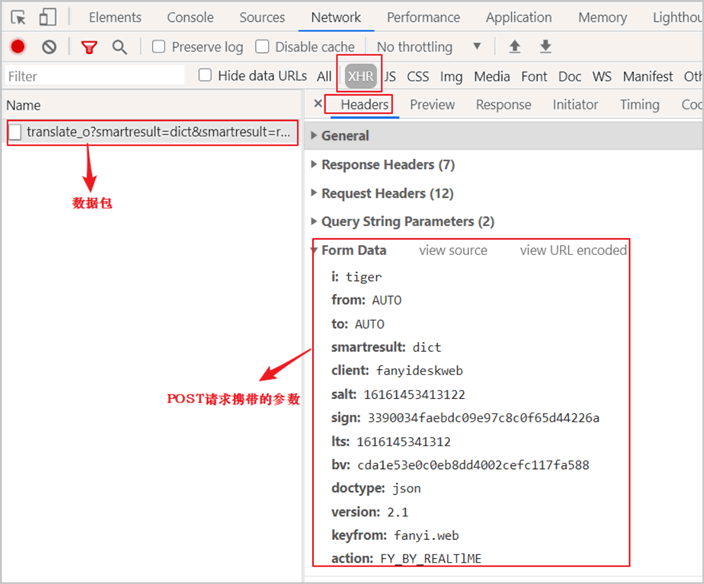 Elements Console Sources Network Performance Application Memory Lighthou
Preserve log Disable cache No throttling
Filter Hide data URLs All XHR JS CSS Img Media Font Doc WS Manifest Oth
Name
× Headers Preview Response Initiator Timing Coo
translate_o?smartresult=dict&smartresult=r...
数据包
General
Response Headers (7)
Request Headers (12)
Query String Parameters (2)
Form Data view source view URL encoded
i: tiger
from: AUTO
to: AUTO
smartresult: dict
client: fanyideskweb
salt: 16161453413122
sign: 3390034faebdc09e97c8c0f65d44226a
lts: 1616145341312
bv: cda1e53e0c0eb8dd4002cefc117fa588
doctype: json
version: 2.1
keyfrom: fanyi.web
action: FY_BY_REALTlME
POST请求携带的参数